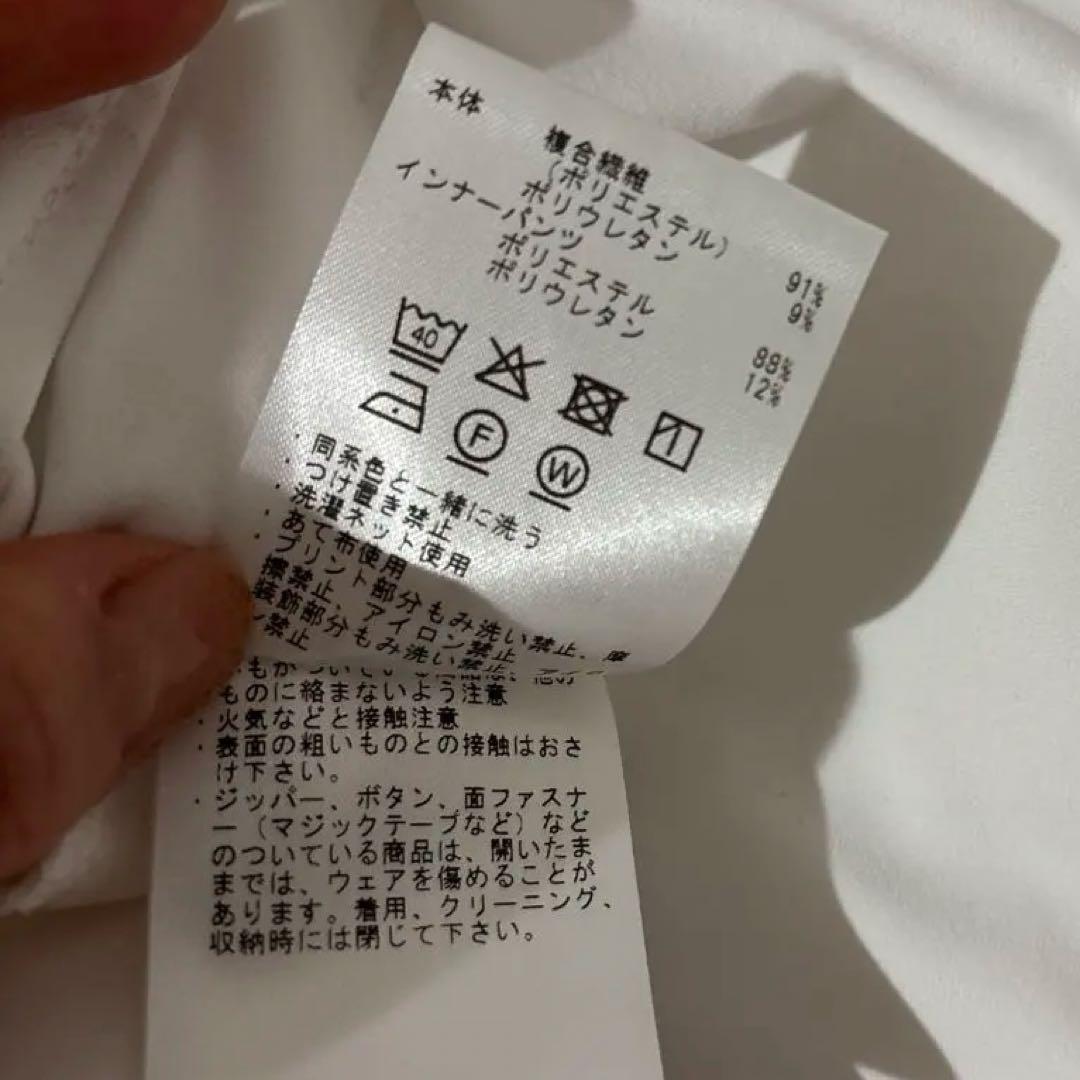 本体
複合繊維
(ポリエステル) 91%
ポリウレタン 9%
インナーパンツ
ポリエステル 88%
ポリウレタン 12%
40
F
W
・同系色と一緒に洗う
・つけ置き禁止
・洗濯ネット使用
・あて布使用
・プリント部分もみ洗い禁止、摩
擦禁止、アイロン禁止
装飾部分もみ洗い禁止、アイロ
ン禁止
ものに絡まないよう注意
・火気などと接触注意
・表面の粗いものとの接触はおさ
け下さい。
・ジッパー、ボタン、面ファスナ
ー（マジックテープなど）など
のついている商品は、開いたま
までは、ウェアを傷めることが
あります。着用、クリーニング、
収納時には閉じて下さい。